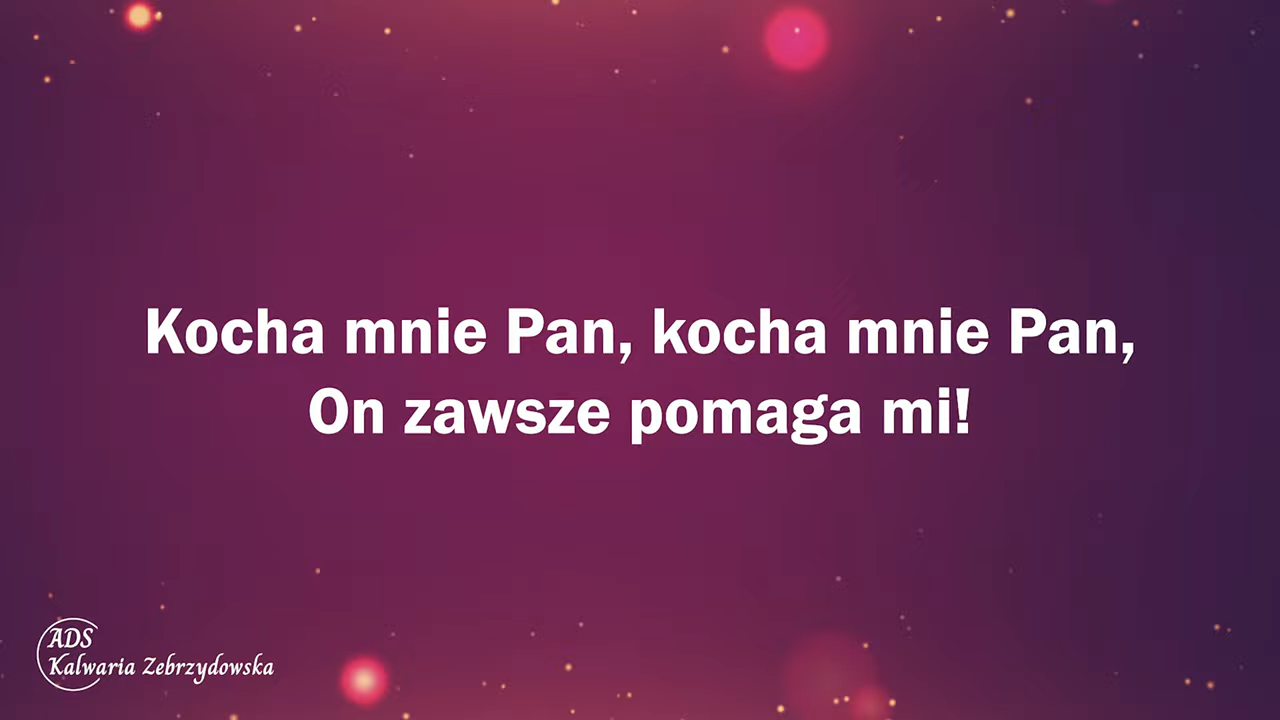 Kocha mnie Pan, kocha mnie Pan,
On zawsze pomaga mi!
ADS
Kalwaria Zebrzydowska